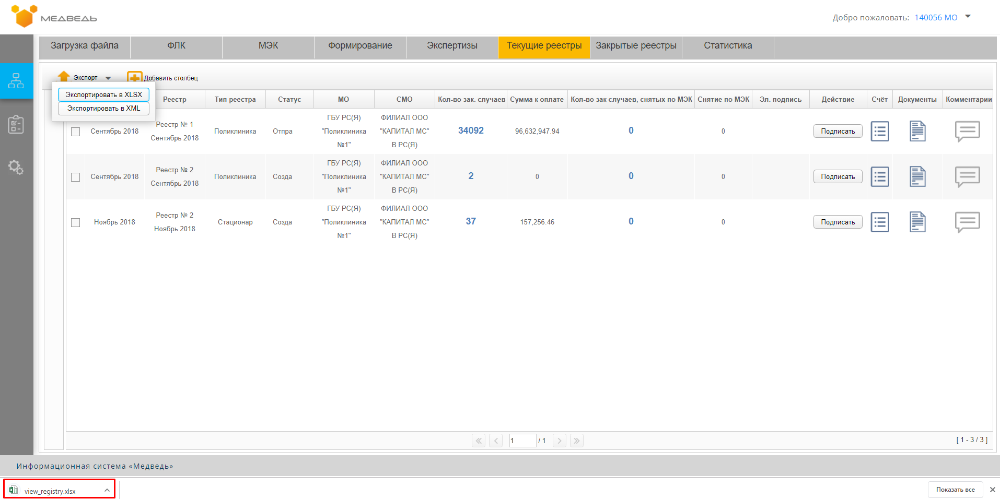 МЕДВЕДЬ
Добро пожаловать: 140056 МО
Загрузка файла
ФЛК
МЭК
Формирование
Экспертизы
Текущие реестры
Закрытые реестры
Статистика
Экспорт
Добавить столбец
Экспортировать в XLSX
Экспортировать в XML
Реестр
Тип реестра
Статус
МО
СМО
Кол-во зак. случаев
Сумма к оплате
Кол-во зак случаев, снятых по МЭК
Снятие по МЭК
Эл. подпись
Действие
Счёт
Документы
Комментарии
Сентябрь 2018
Реестр № 1
Сентябрь 2018
Поликлиника
Отпра
ГБУ РС(Я)
"Поликлиника
№1"
ФИЛИАЛ ООО
"КАПИТАЛ МС"
В РС(Я)
34092
96,632,947.94
0
0
Подписать
Сентябрь 2018
Реестр № 2
Сентябрь 2018
Поликлиника
Созда
ГБУ РС(Я)
"Поликлиника
№1"
ФИЛИАЛ ООО
"КАПИТАЛ МС"
В РС(Я)
2
0
0
0
Подписать
Ноябрь 2018
Реестр № 2
Ноябрь 2018
Стационар
Созда
ГБУ РС(Я)
"Поликлиника
№1"
ФИЛИАЛ ООО
"КАПИТАЛ МС"
В РС(Я)
37
157,256.46
0
0
Подписать
1 / 1
[ 1 - 3 / 3 ]
Информационная система «Медведь»
view_registry.xlsx
Показать все